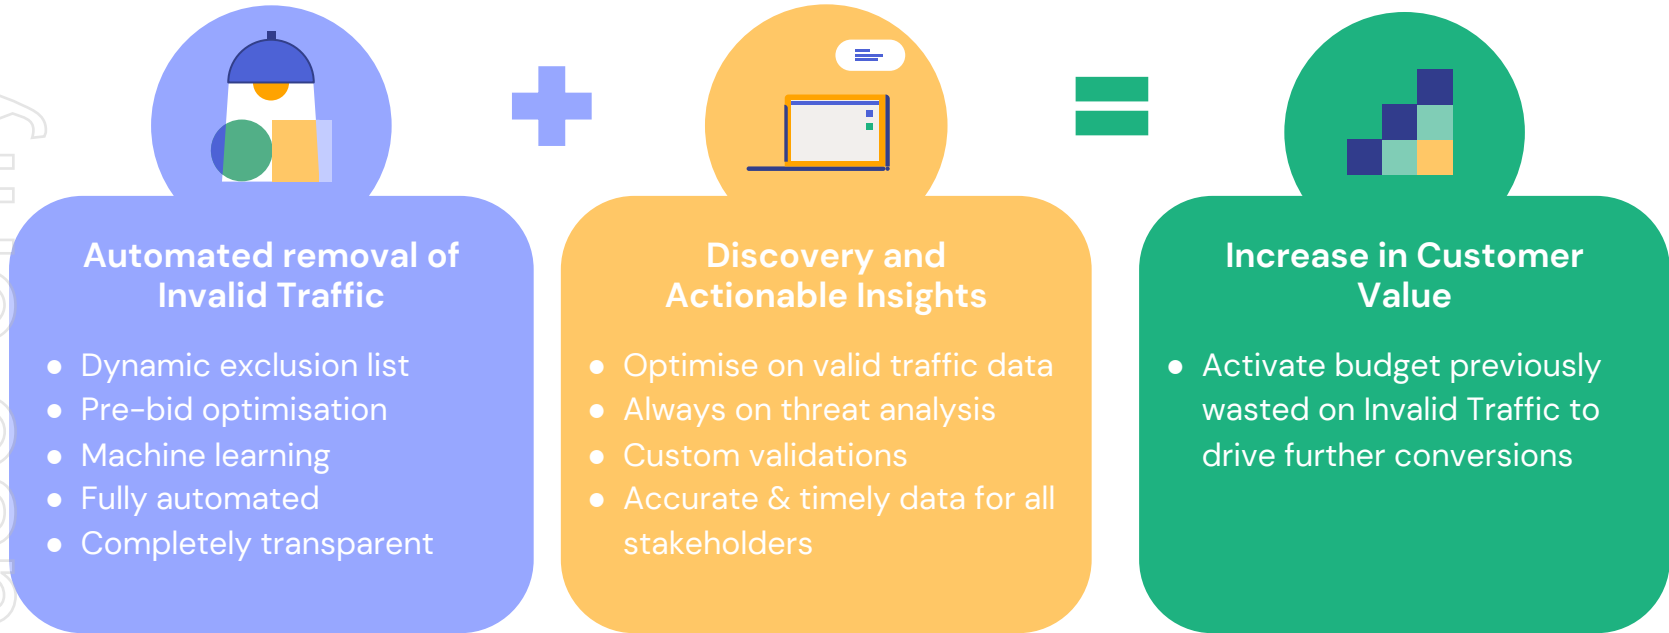 Automated removal of
Invalid Traffic
● Dynamic exclusion list
● Pre-bid optimisation
● Machine learning
● Fully automated
● Completely transparent
Discovery and
Actionable Insights
● Optimise on valid traffic data
● Always on threat analysis
● Custom validations
● Accurate & timely data for all
stakeholders
Increase in Customer
Value
● Activate budget previously
wasted on Invalid Traffic to
drive further conversions